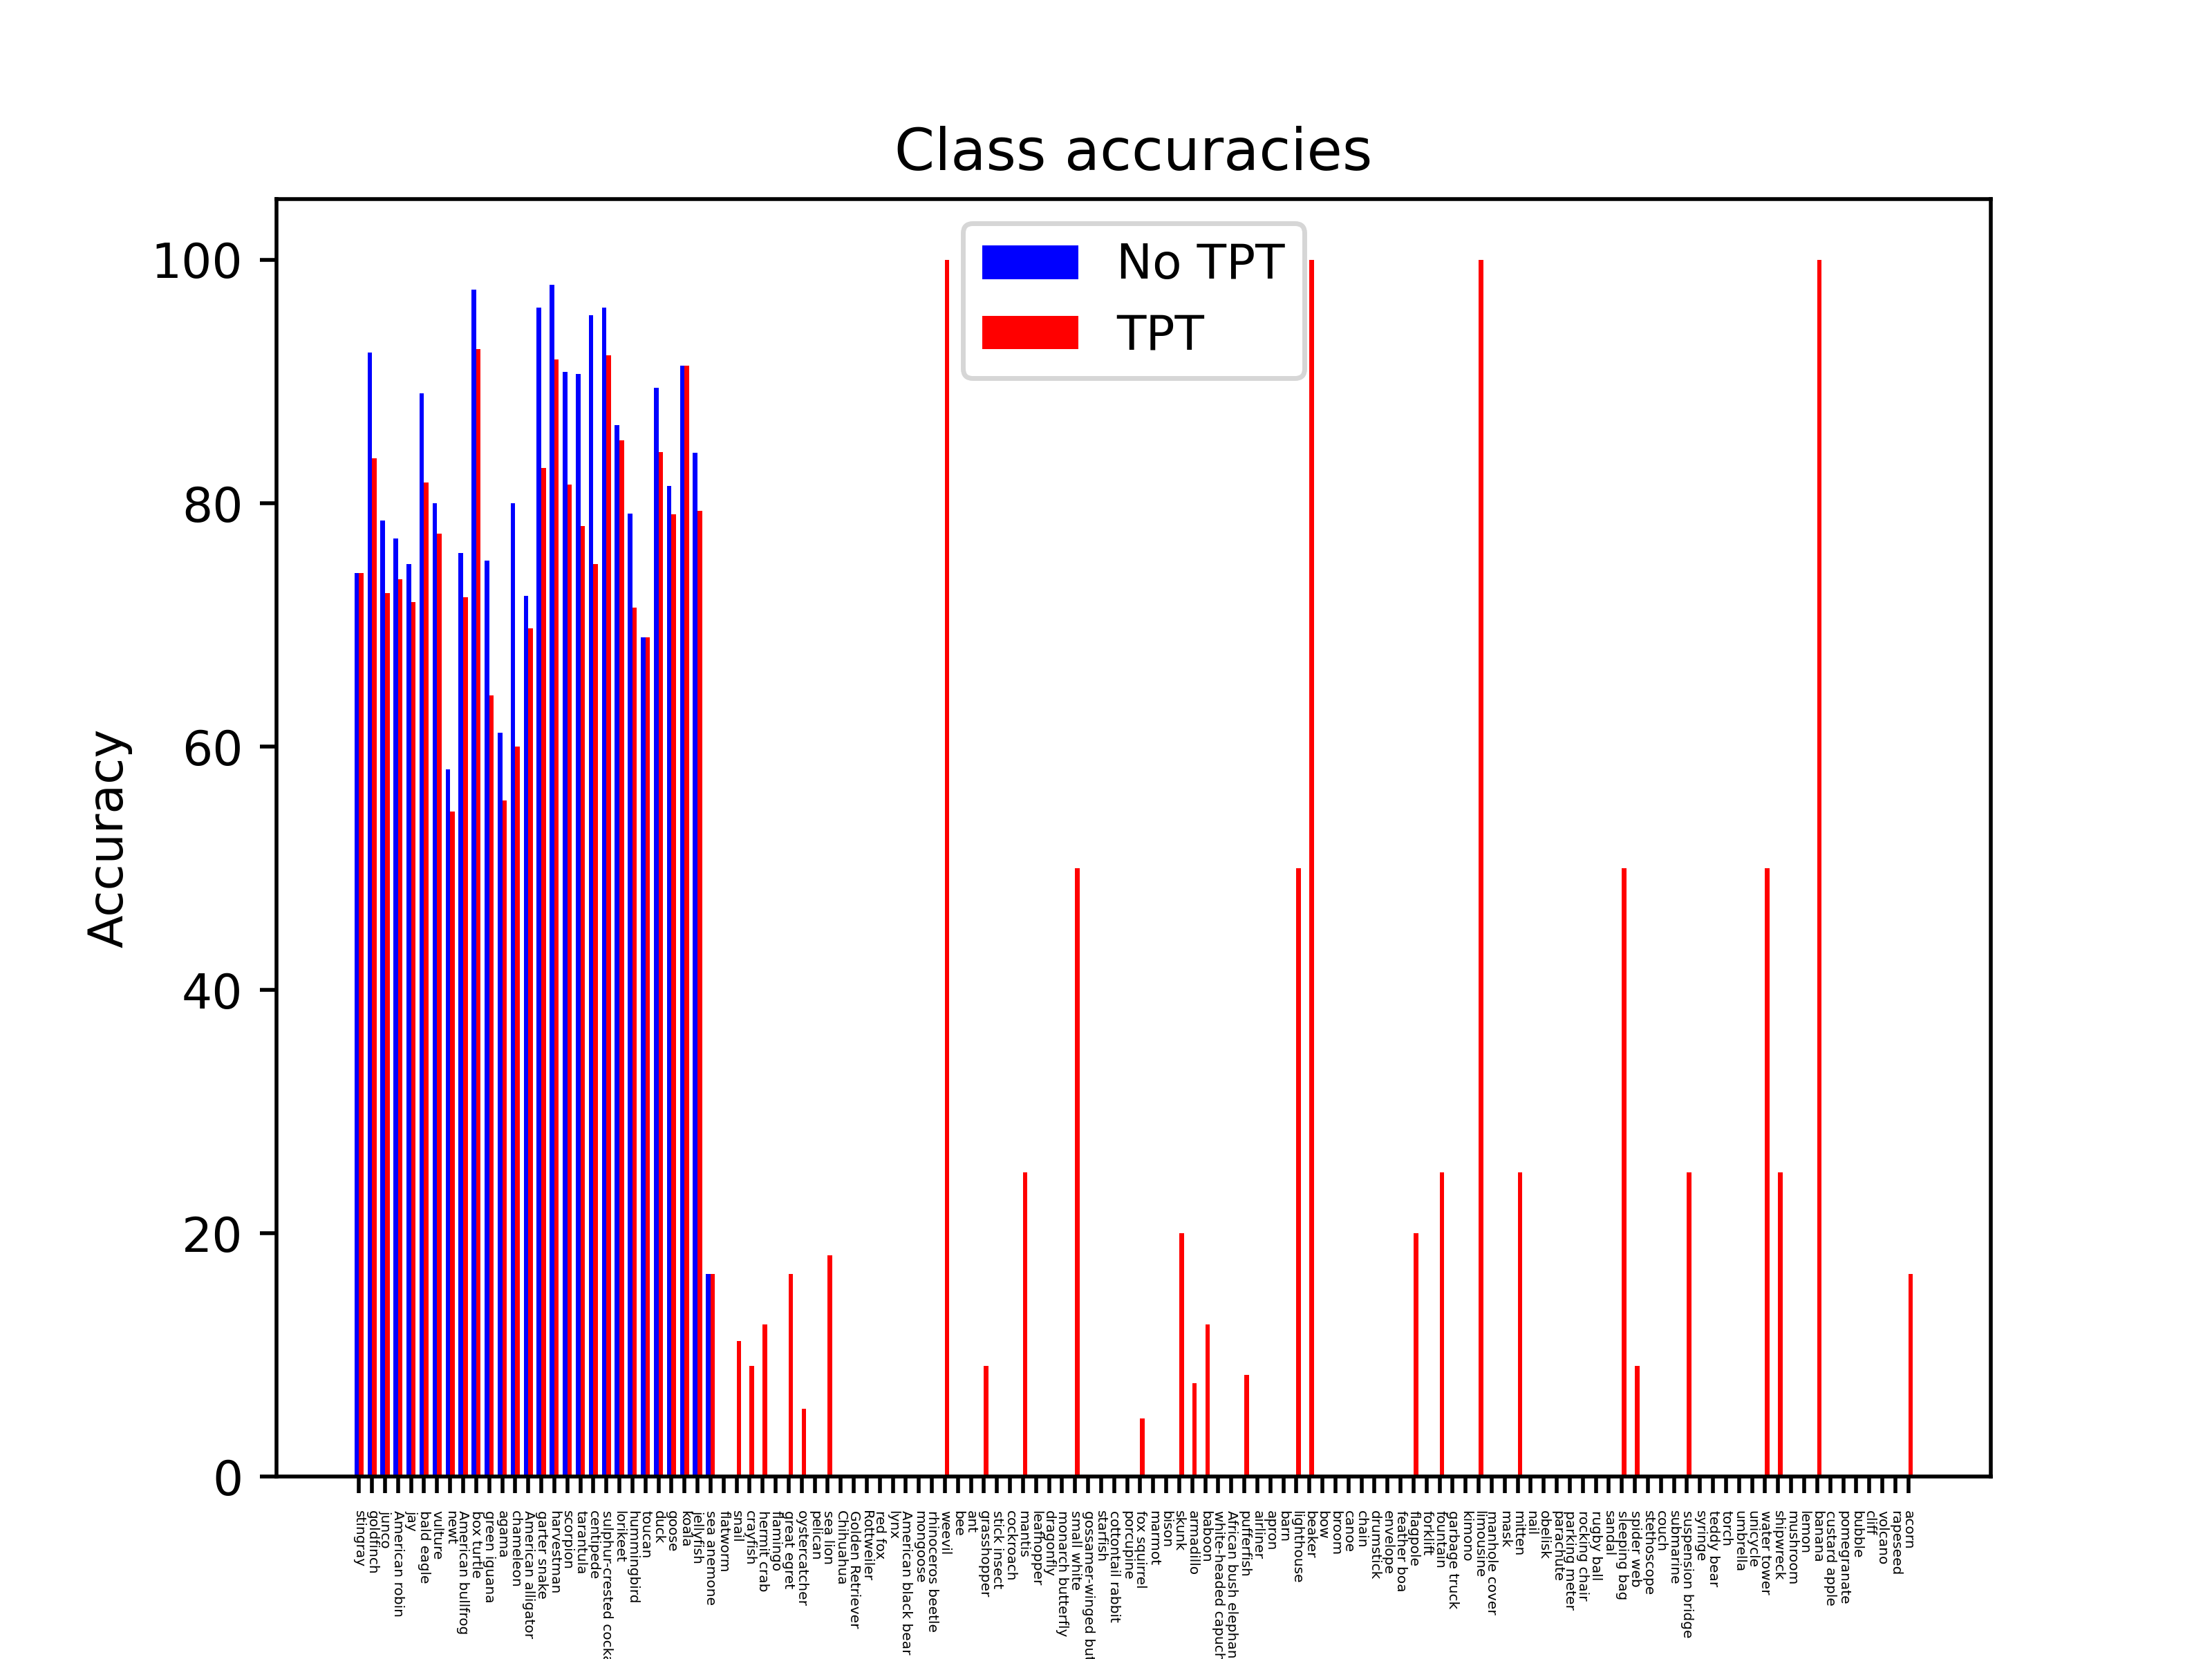 Class accuracies
No TPT
TPT
Accuracy
100
80
60
40
20
0
stingray
goldfinch
junco
American robin
jay
bald eagle
vulture
newt
American bullfrog
box turtle
green iguana
agama
chameleon
American alligator
garter snake
harvestman
scorpion
tarantula
centipede
sulphur-crested
lorikeet
hummingbird
toucan
duck
goose
koala
jellyfish
sea anemone
flatworm
snail
crayfish
hermit crab
flamingo
great egret
oystercatcher
pelican
sea lion
Chihuahua
Golden Retriever
Rottweiler
red fox
lynx
American black bear
mongoose
rhinoceros beetle
weevil
bee
ant
grasshopper
stick insect
cockroach
mantis
leafhopper
dragonfly
monarch butterfly
small white
gossamer-winged
starfish
cottontail rabbit
porcupine
fox squirrel
marmot
bison
skunk
armadillo
baboon
white-headed capuch
African bush elephan
pufferfish
airliner
apron
barn
lighthouse
beaker
bow
broom
canoe
chain
drumstick
envelope
feather boa
flagpole
forklift
fountain
garbage truck
kimono
limousine
manhole cover
mask
mitten
nail
obelisk
parachute
parking meter
rocking chair
rugby ball
sandal
sleeping bag
spider web
stethoscope
couch
submarine
suspension bridge
syringe
teddy bear
torch
umbrella
unicycle
water tower
shipwreck
mushroom
lemon
banana
custard apple
pomegranate
bubble
cliff
volcano
rapeseed
acorn